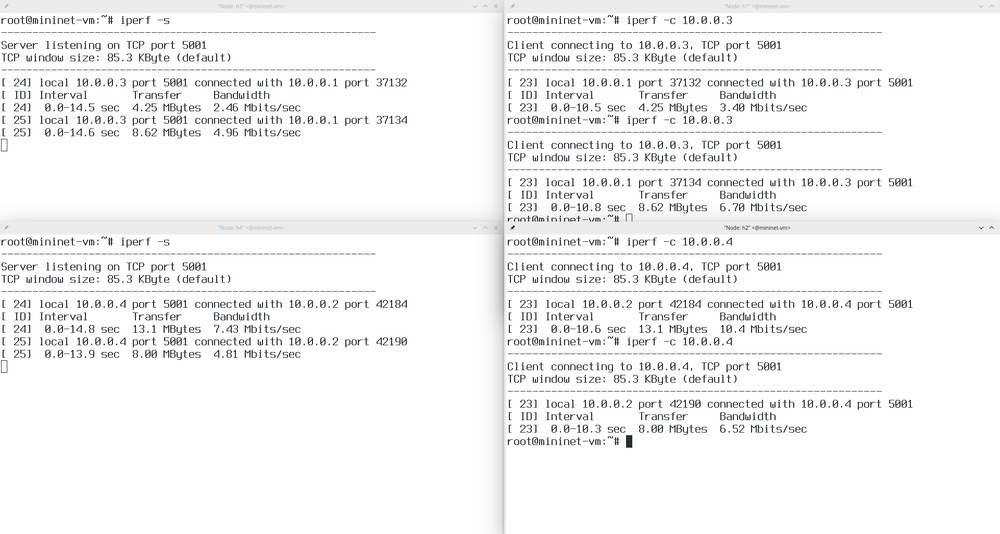 "Node: h3" <@mininet-vm>
root@mininet-vm:~# iperf -s
------------------------------------------------------------
Server listening on TCP port 5001
TCP window size: 85.3 KByte (default)
------------------------------------------------------------
[ 24] local 10.0.0.3 port 5001 connected with 10.0.0.1 port 37132
[ ID] Interval       Transfer     Bandwidth
[ 24]  0.0-14.5 sec  4.25 MBytes  2.46 Mbits/sec
[ 25] local 10.0.0.3 port 5001 connected with 10.0.0.1 port 37134
[ 25]  0.0-14.6 sec  8.62 MBytes  4.96 Mbits/sec
"Node: h1" <@mininet-vm>
root@mininet-vm:~# iperf -c 10.0.0.3
------------------------------------------------------------
Client connecting to 10.0.0.3, TCP port 5001
TCP window size: 85.3 KByte (default)
------------------------------------------------------------
[ 23] local 10.0.0.1 port 37132 connected with 10.0.0.3 port 5001
[ ID] Interval       Transfer     Bandwidth
[ 23]  0.0-10.5 sec  4.25 MBytes  3.40 Mbits/sec
root@mininet-vm:~# iperf -c 10.0.0.3
------------------------------------------------------------
Client connecting to 10.0.0.3, TCP port 5001
TCP window size: 85.3 KByte (default)
------------------------------------------------------------
[ 23] local 10.0.0.1 port 37134 connected with 10.0.0.3 port 5001
[ ID] Interval       Transfer     Bandwidth
[ 23]  0.0-10.8 sec  8.62 MBytes  6.70 Mbits/sec
root@mininet-vm:~#
"Node: h4" <@mininet-vm>
root@mininet-vm:~# iperf -s
------------------------------------------------------------
Server listening on TCP port 5001
TCP window size: 85.3 KByte (default)
------------------------------------------------------------
[ 24] local 10.0.0.4 port 5001 connected with 10.0.0.2 port 42184
[ ID] Interval       Transfer     Bandwidth
[ 24]  0.0-14.8 sec  13.1 MBytes  7.43 Mbits/sec
[ 25] local 10.0.0.4 port 5001 connected with 10.0.0.2 port 42190
[ 25]  0.0-13.9 sec  8.00 MBytes  4.81 Mbits/sec
"Node: h2" <@mininet-vm>
root@mininet-vm:~# iperf -c 10.0.0.4
------------------------------------------------------------
Client connecting to 10.0.0.4, TCP port 5001
TCP window size: 85.3 KByte (default)
------------------------------------------------------------
[ 23] local 10.0.0.2 port 42184 connected with 10.0.0.4 port 5001
[ ID] Interval       Transfer     Bandwidth
[ 23]  0.0-10.6 sec  13.1 MBytes  10.4 Mbits/sec
root@mininet-vm:~# iperf -c 10.0.0.4
------------------------------------------------------------
Client connecting to 10.0.0.4, TCP port 5001
TCP window size: 85.3 KByte (default)
------------------------------------------------------------
[ 23] local 10.0.0.2 port 42190 connected with 10.0.0.4 port 5001
[ ID] Interval       Transfer     Bandwidth
[ 23]  0.0-10.3 sec  8.00 MBytes  6.52 Mbits/sec
root@mininet-vm:~#